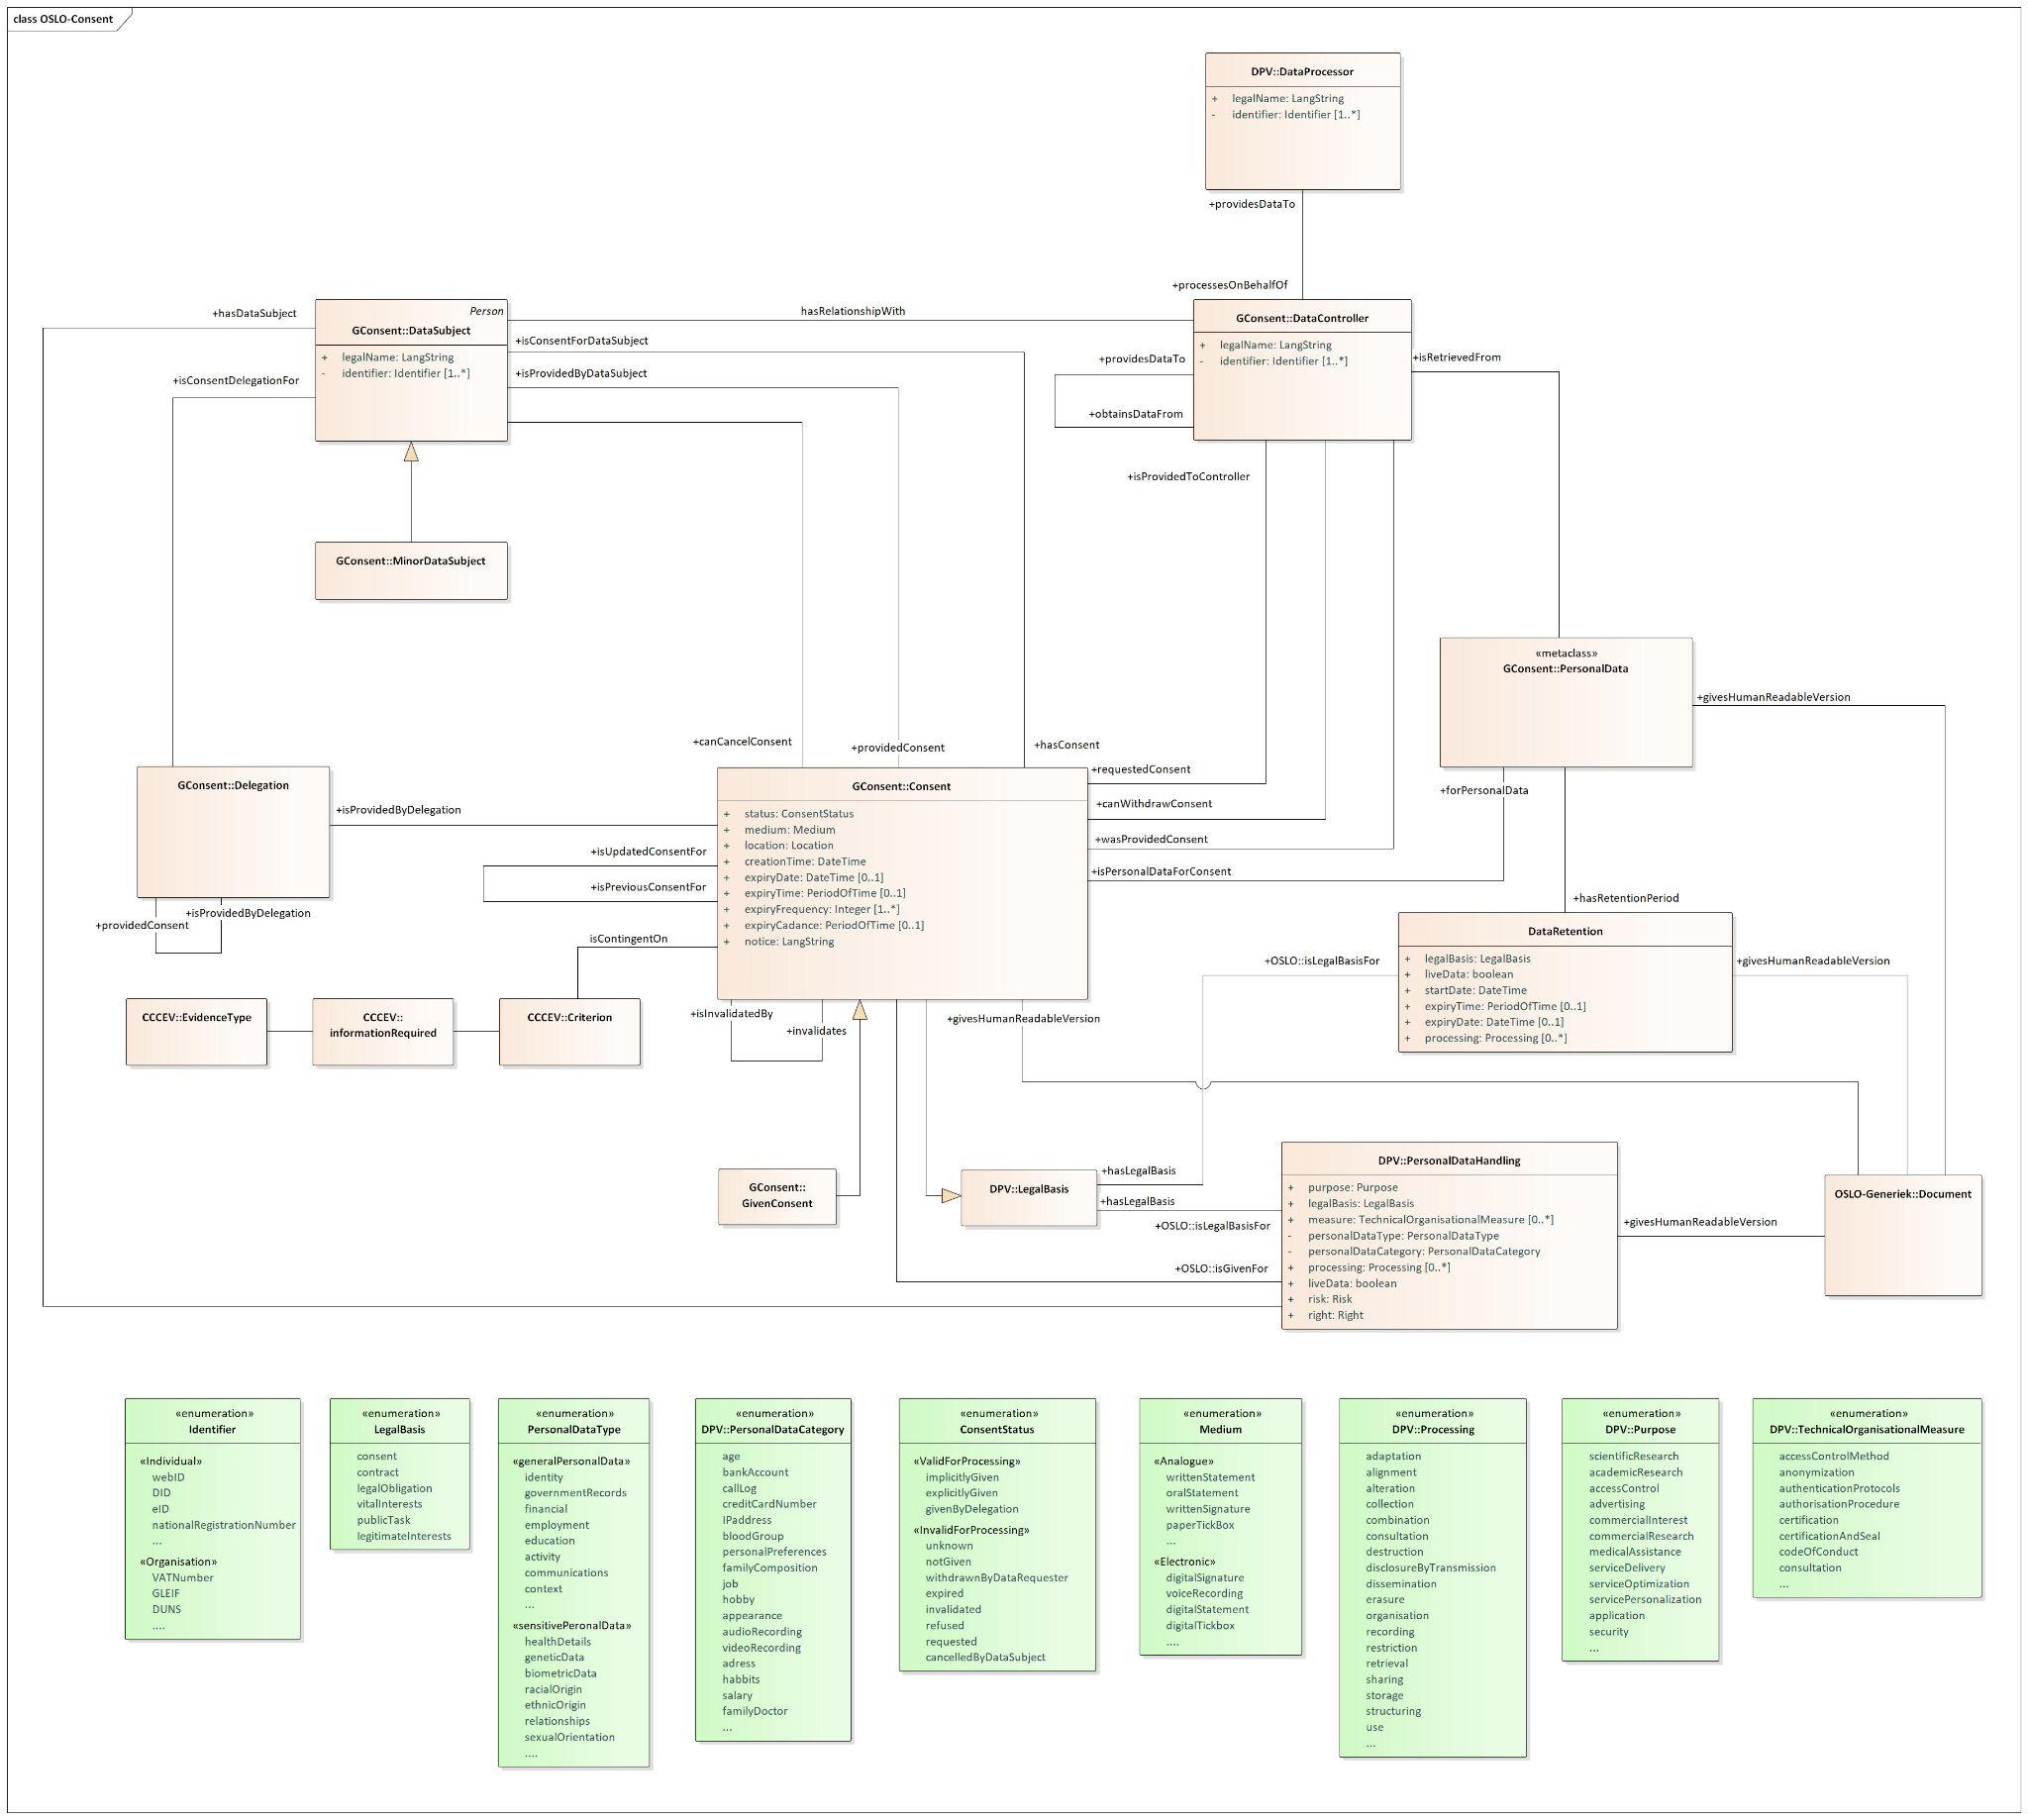 class OSLO-Consent
DPV::DataProcessor
+ legalName: LangString
- identifier: Identifier [1..*]
+providesDataTo
+processesOnBehalfOf
+hasDataSubject
Person
GConsent::DataSubject
+ legalName: LangString
- identifier: Identifier [1..*]
hasRelationshipWith
GConsent::DataController
+ legalName: LangString
- identifier: Identifier [1..*]
+isConsentForDataSubject
+isProvidedByDataSubject
+isConsentDelegationFor
+providesDataTo
+obtainsDataFrom
+isRetrievedFrom
+isProvidedToController
GConsent::MinorDataSubject
«metaclass»
GConsent::PersonalData
+givesHumanReadableVersion
+canCancelConsent
+providedConsent
+hasConsent
+requestedConsent
+canWithdrawConsent
+wasProvidedConsent
+isPersonalDataForConsent
+forPersonalData
+hasRetentionPeriod
GConsent::Delegation
+isProvidedByDelegation
+isProvidedByDelegation
+providedConsent
GConsent::Consent
+ status: ConsentStatus
+ medium: Medium
+ location: Location
+ creationTime: DateTime
+ expiryDate: DateTime [0..1]
+ expiryTime: PeriodOfTime [0..1]
+ expiryFrequency: Integer [1..*]
+ expiryCadance: PeriodOfTime [0..1]
+ notice: LangString
+isUpdatedConsentFor
+isPreviousConsentFor
isContingentOn
DataRetention
+ legalBasis: LegalBasis
+ liveData: boolean
+ startDate: DateTime
+ expiryTime: PeriodOfTime [0..1]
+ expiryDate: DateTime [0..1]
+ processing: Processing [0..*]
+OSLO::isLegalBasisFor
+givesHumanReadableVersion
CCCEV::EvidenceType
CCCEV::
informationRequired
CCCEV::Criterion
+isInvalidatedBy
+invalidates
+givesHumanReadableVersion
GConsent::
GivenConsent
DPV::LegalBasis
+hasLegalBasis
+hasLegalBasis
+OSLO::isLegalBasisFor
+OSLO::isGivenFor
DPV::PersonalDataHandling
+ purpose: Purpose
+ legalBasis: LegalBasis
+ measure: TechnicalOrganisationalMeasure [0..*]
- personalDataType: PersonalDataType
- personalDataCategory: PersonalDataCategory
+ processing: Processing [0..*]
+ liveData: boolean
+ risk: Risk
+ right: Right
+givesHumanReadableVersion
OSLO-Generiek::Document
«enumeration»
Identifier
«Individual»
webID
DID
eID
nationalRegistrationNumber
...
«Organisation»
VATNumber
GLEIF
DUNS
....
«enumeration»
LegalBasis
consent
contract
legalObligation
vitalInterests
publicTask
legitimateInterests
«enumeration»
PersonalDataType
«generalPersonalData»
identity
governmentRecords
financial
employment
education
activity
communications
context
...
«sensitivePeronalData»
healthDetails
geneticData
biometricData
racialOrigin
ethnicOrigin
relationships
sexualOrientation
....
«enumeration»
DPV::PersonalDataCategory
age
bankAccount
callLog
creditCardNumber
IPaddress
bloodGroup
personalPreferences
familyComposition
job
hobby
appearance
audioRecording
videoRecording
adress
habbits
salary
familyDoctor
...
«enumeration»
ConsentStatus
«ValidForProcessing»
implicitlyGiven
explicitlyGiven
givenByDelegation
«InvalidForProcessing»
unknown
notGiven
withdrawnByDataRequester
expired
invalidated
refused
requested
cancelledByDataSubject
«enumeration»
Medium
«Analogue»
writtenStatement
oralStatement
writtenSignature
paperTickBox
...
«Electronic»
digitalSignature
voiceRecording
digitalStatement
digitalTickbox
....
«enumeration»
DPV::Processing
adaptation
alignment
alteration
collection
combination
consultation
destruction
disclosureByTransmission
dissemination
erasure
organisation
recording
restriction
retrieval
sharing
storage
structuring
use
...
«enumeration»
DPV::Purpose
scientificResearch
academicResearch
accessControl
advertising
commercialInterest
commercialResearch
medicalAssistance
serviceDelivery
serviceOptimization
servicePersonalization
application
security
...
«enumeration»
DPV::TechnicalOrganisationalMeasure
accessControlMethod
anonymization
authenticationProtocols
authorisationProcedure
certification
certificationAndSeal
codeOfConduct
consultation
...